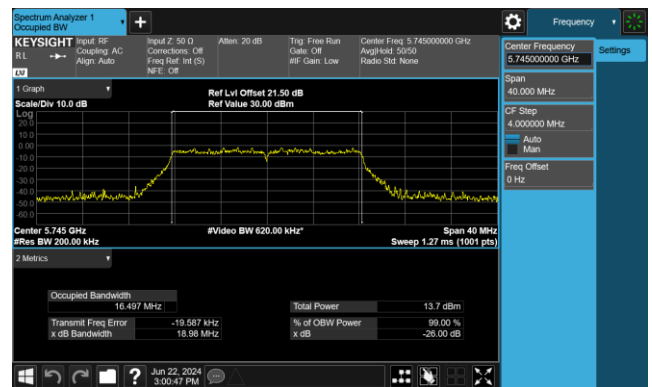 Spectrum Analyzer 1
Occupied BW
Frequency
KEYSIGHT
R L
LXI
Input: RF
Coupling: AC
Align: Auto
Input Z: 50 Ω
Corrections: Off
Freq Ref: Int (S)
NFE: Off
Atten: 20 dB
Trig: Free Run
Gate: Off
#IF Gain: Low
Center Freq: 5.745000000 GHz
Avg|Hold: 50/50
Radio Std: None
Center Frequency
5.745000000 GHz
Settings
Span
40.000 MHz
CF Step
4.000000 MHz
Auto
Man
Freq Offset
0 Hz
1 Graph
Scale/Div 10.0 dB
Ref Lvl Offset 21.50 dB
Ref Value 30.00 dBm
Log
20.0
10.0
0.00
-10.0
-20.0
-30.0
-40.0
-50.0
-60.0
Center 5.745 GHz
#Res BW 200.00 kHz
#Video BW 620.00 kHz*
Span 40 MHz
Sweep 1.27 ms (1001 pts)
2 Metrics
Occupied Bandwidth
16.497 MHz
Total Power 13.7 dBm
Transmit Freq Error -19.587 kHz
% of OBW Power 99.00 %
x dB Bandwidth 18.98 MHz
x dB -26.00 dB
?
Jun 22, 2024
3:00:47 PM